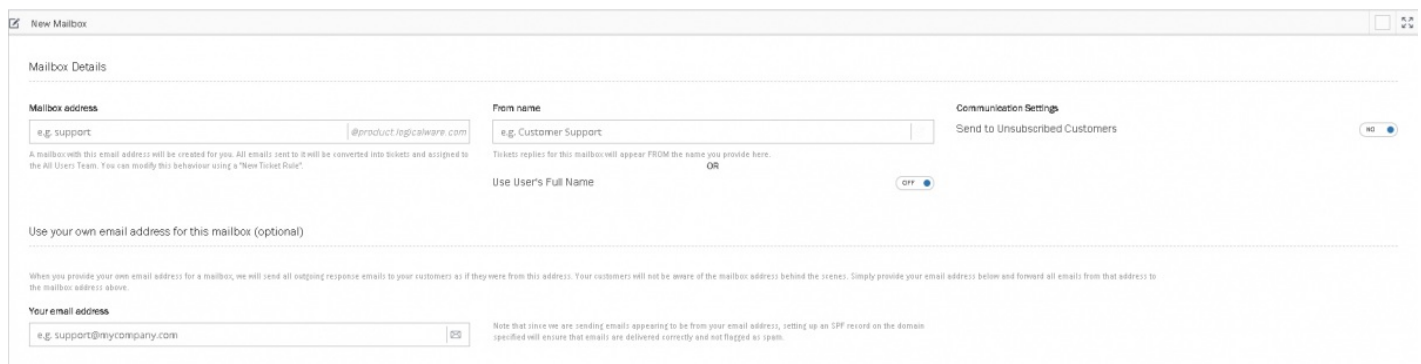 New Mailbox
Mailbox Details
Mailbox address
From name
Communication Settings
e.g. support
@product.logicalware.com
e.g. Customer Support
Send to Unsubscribed Customers
NO
A mailbox with this email address will be created for you. All emails sent to it will be converted into tickets and assigned to
the All Users Team. You can modify this behaviour using a "New Ticket Rule".
Tickets replies for this mailbox will appear FROM the name you provide here.
OR
Use User's Full Name
OFF
Use your own email address for this mailbox (optional)
When you provide your own email address for a mailbox, we will send all outgoing response emails to your customers as if they were from this address. Your customers will not be aware of the mailbox address behind the scenes. Simply provide your email address below and forward all emails from that address to
the mailbox address above.
Your email address
e.g. support@mycompany.com
Note that since we are sending emails appearing to be from your email address, setting up an SPF record on the domain
specified will ensure that emails are delivered correctly and not flagged as spam.